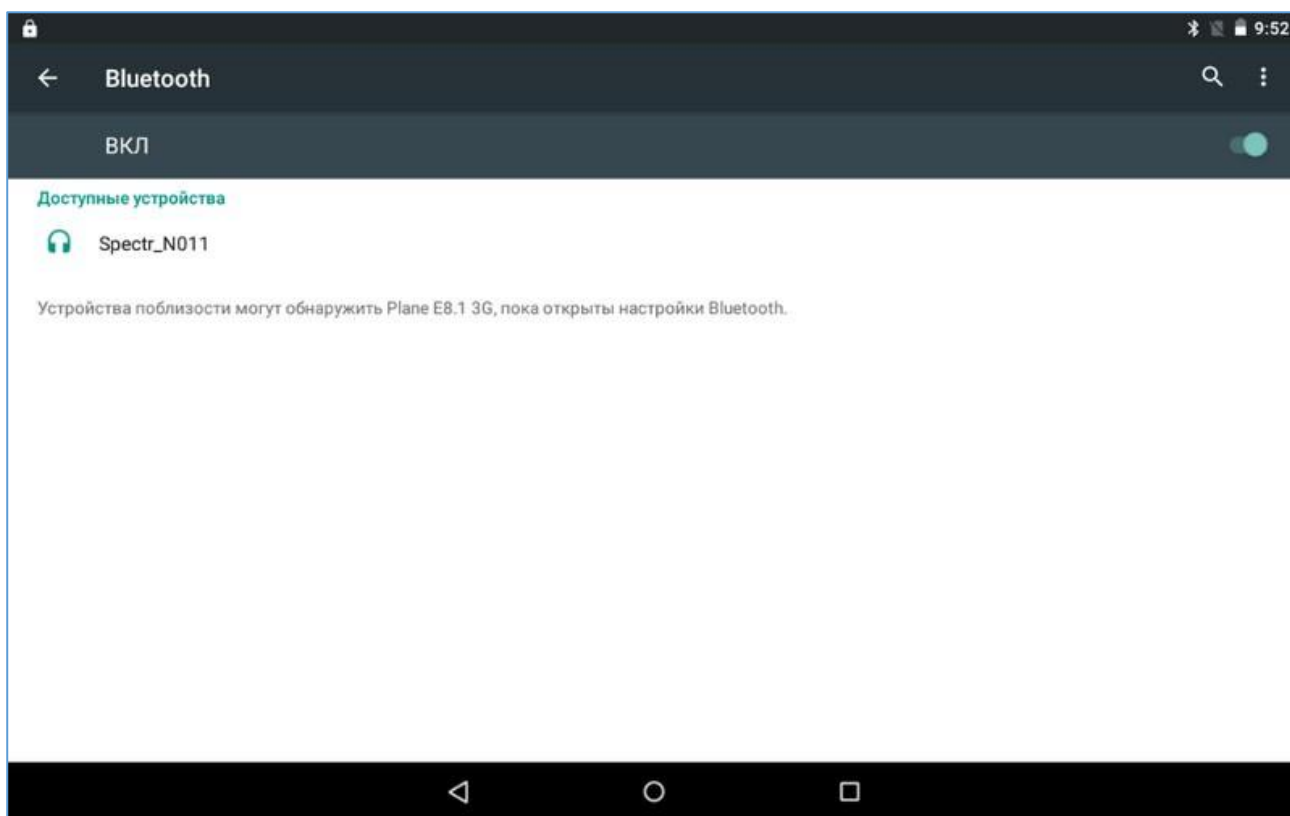 9:52
Bluetooth
ВКЛ
Доступные устройства
Spectr_N011
Устройства поблизости могут обнаружить Plane E8.1 3G, пока открыты настройки Bluetooth.